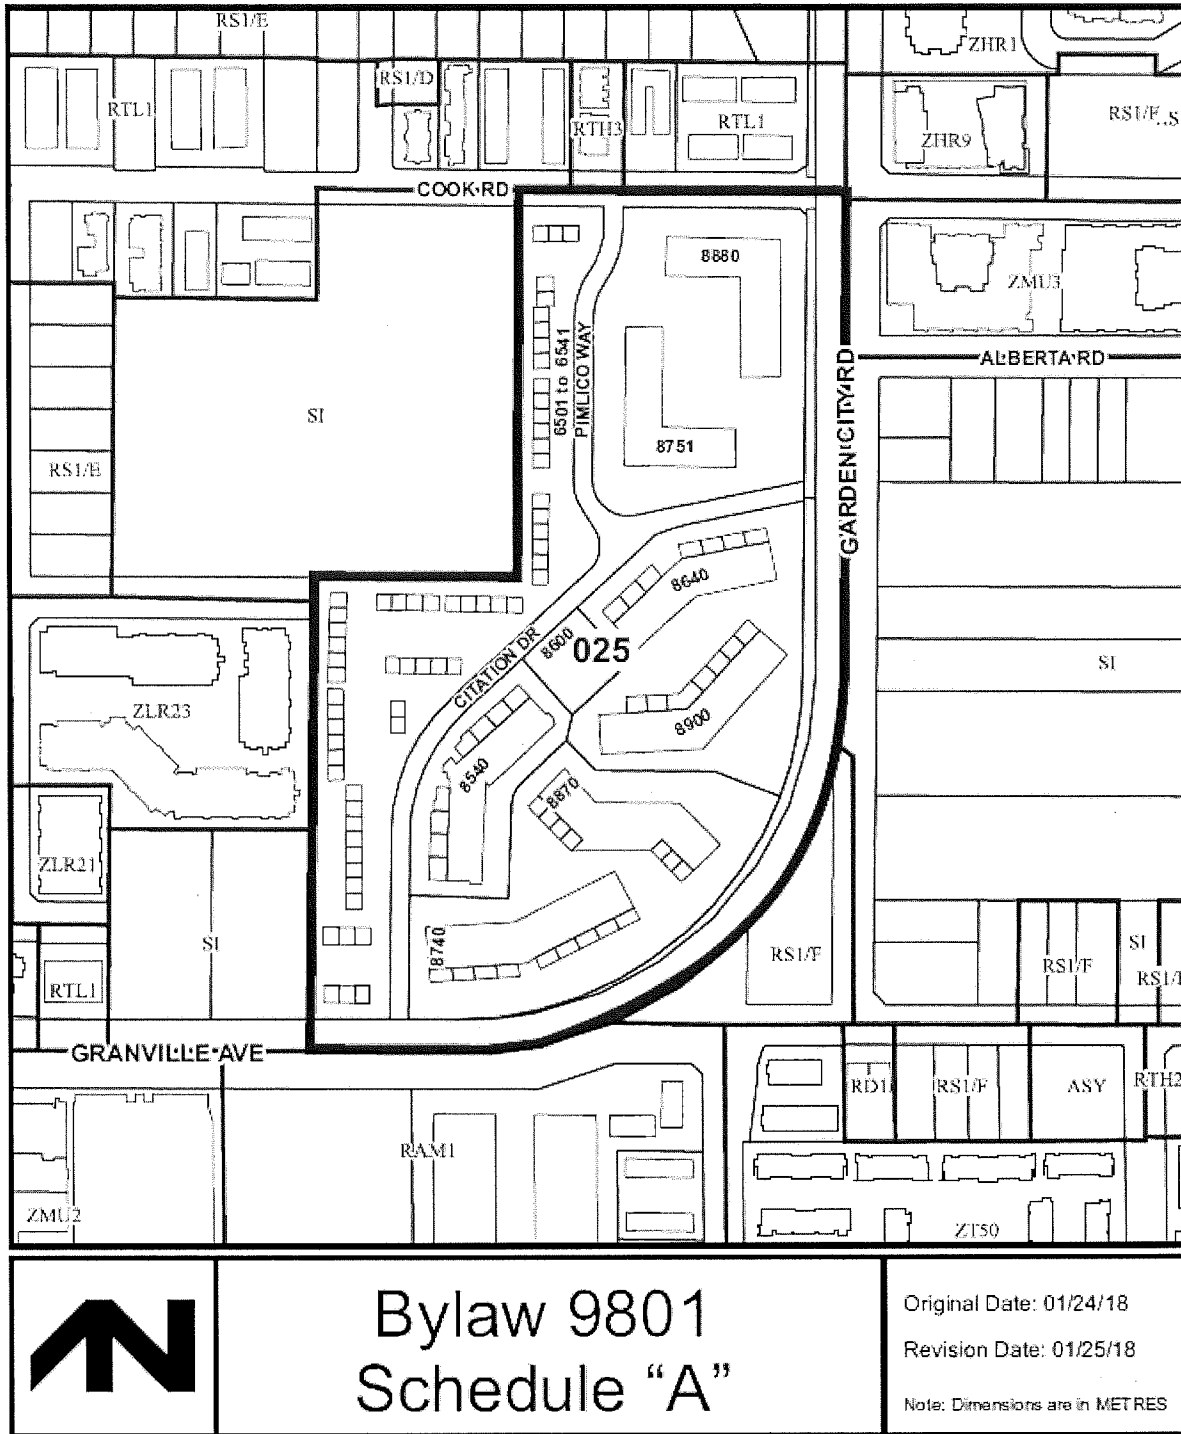 RS1/E
ZHR1
RS1/D
RTL1
RTH3
RTL1
ZHR9
RS1/F
COOK RD
8880
ZMU3
6501 to 6541
PIMLICO WAY
ALBERTA RD
GARDEN CITY RD
SI
8751
RS1/E
8640
CITATION DR
8600
025
SI
ZLR23
8900
8540
8870
ZLR21
8740
SI
RS1/F
SI
RS1/F
RTL1
GRANVILLE AVE
RD1
RS1/F
ASY
RTH2
RAM1
ZMU2
ZT50
Bylaw 9801
Schedule “A”
Original Date: 01/24/18
Revision Date: 01/25/18
Note: Dimensions are in METRES